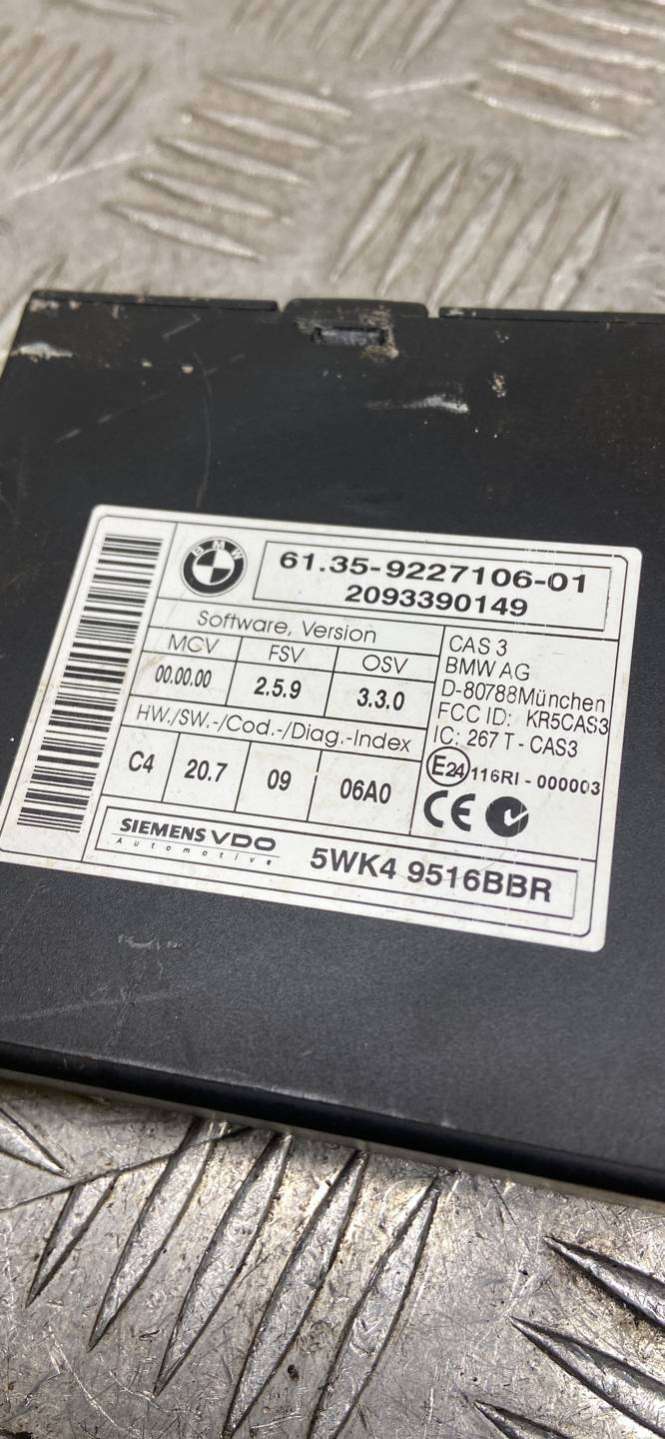 BMW
61.35-9227106-01
2093390149
Software, Version
MCV FSV OSV
00.00.00 2.5.9 3.3.0
HW./SW.-/Cod.-/Diag.-Index
C4 20.7 09 06A0
CAS 3
BMW AG
D-80788München
FCC ID: KR5CAS3
IC: 267 T - CAS3
E24 116RI - 000003
CE
SIEMENS VDO
Automotive
5WK4 9516BBR